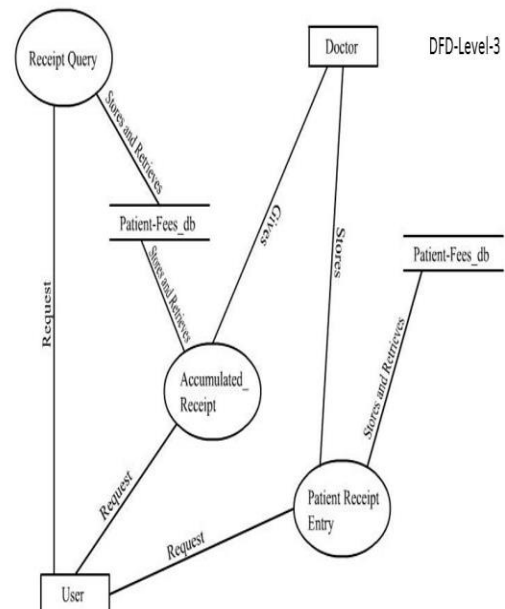 DFD-Level-3
Receipt Query
Doctor
Stores and Retrieves
Patient-Fees_db
Gives
Stores
Patient-Fees_db
Stores and Retrieves
Request
Stores and Retrieves
Accumulated_
Receipt
Request
Patient Receipt
Entry
Request
User